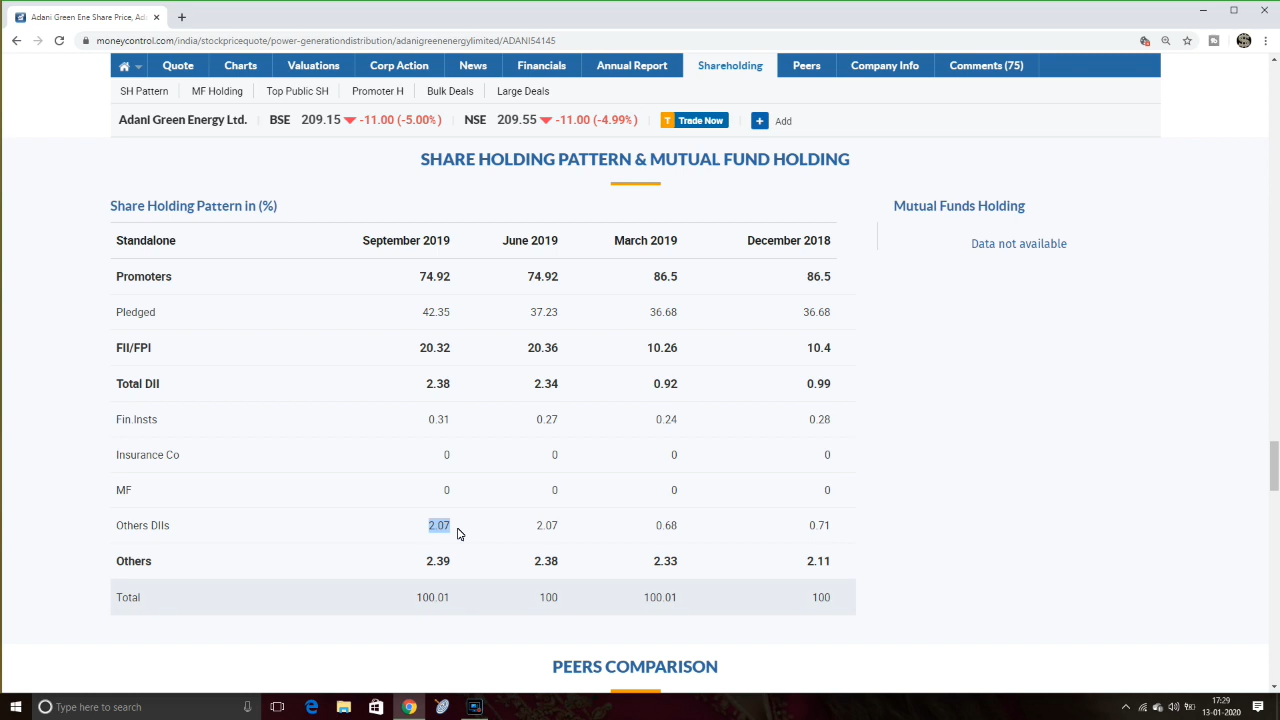 Adani Green Ene Share Price, Ada
moneycontrol.com/india/stockpricequote/power-generationdistribution/adanigreenenergylimited/ADANI54145
Quote Charts Valuations Corp Action News Financials Annual Report Shareholding Peers Company Info Comments (75)
SH Pattern MF Holding Top Public SH Promoter H Bulk Deals Large Deals
Adani Green Energy Ltd. BSE 209.15 -11.00 (-5.00%) NSE 209.55 -11.00 (-4.99%) T Trade Now + Add
SHARE HOLDING PATTERN & MUTUAL FUND HOLDING
Share Holding Pattern in (%) Mutual Funds Holding
Standalone September 2019 June 2019 March 2019 December 2018
Data not available
Promoters 74.92 74.92 86.5 86.5
Pledged 42.35 37.23 36.68 36.68
FII/FPI 20.32 20.36 10.26 10.4
Total DII 2.38 2.34 0.92 0.99
Fin.Insts 0.31 0.27 0.24 0.28
Insurance Co 0 0 0 0
MF 0 0 0 0
Others DIIs 2.07 2.07 0.68 0.71
Others 2.39 2.38 2.33 2.11
Total 100.01 100 100.01 100
PEERS COMPARISON
Type here to search
17:29
13-01-2020